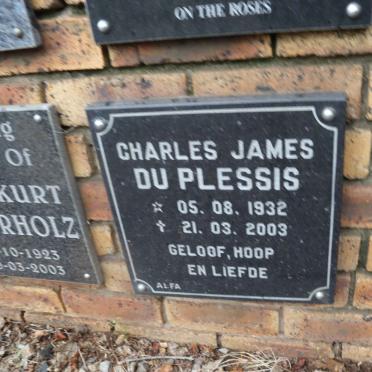 ON THE ROSES
Of
KURT
-10-1923
-03-2003
CHARLES JAMES
DU PLESSIS
☆ 05. 08. 1932
✝ 21. 03. 2003
GELOOF, HOOP
EN LIEFDE
ALFA